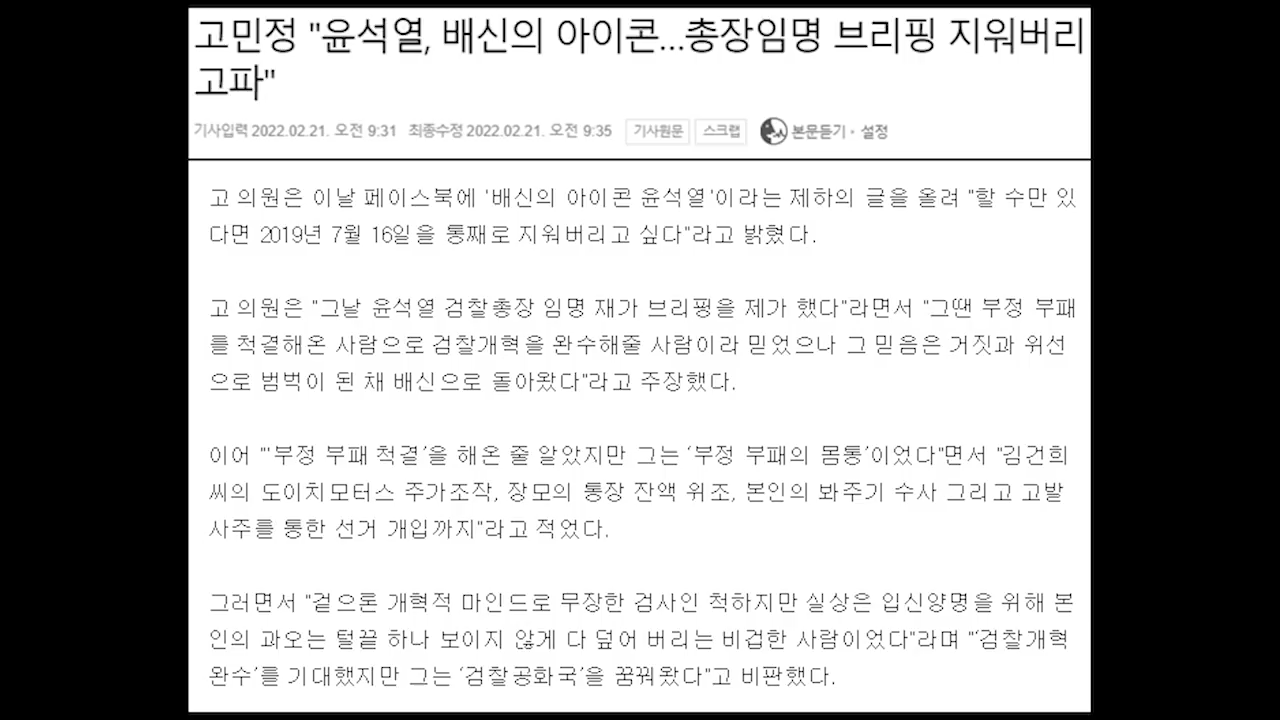 고민정 "윤석열, 배신의 아이콘...총장임명 브리핑 지워버리
고파"
기사입력 2022.02.21. 오전 9:31 최종수정 2022.02.21. 오전 9:35 기사원문 스크랩 본문듣기 · 설정
고 의원은 이날 페이스북에 '배신의 아이콘 윤석열'이라는 제하의 글을 올려 "할 수만 있
다면 2019년 7월 16일을 통째로 지워버리고 싶다"라고 밝혔다.
고 의원은 "그날 윤석열 검찰총장 임명 재가 브리핑을 제가 했다"라면서 "그땐 부정 부패
를 척결해온 사람으로 검찰개혁을 완수해줄 사람이라 믿었으나 그 믿음은 거짓과 위선
으로 범벅이 된 채 배신으로 돌아왔다"라고 주장했다.
이어 "'부정 부패 척결'을 해온 줄 알았지만 그는 '부정 부패의 몸통'이었다"면서 "김건희
씨의 도이치모터스 주가조작, 장모의 통장 잔액 위조, 본인의 봐주기 수사 그리고 고발
사주를 통한 선거 개입까지"라고 적었다.
그러면서 "겉으론 개혁적 마인드로 무장한 검사인 척하지만 실상은 입신양명을 위해 본
인의 과오는 털끝 하나 보이지 않게 다 덮어 버리는 비겁한 사람이었다"라며 "'검찰개혁
완수'를 기대했지만 그는 '검찰공화국'을 꿈꿔왔다"고 비판했다.